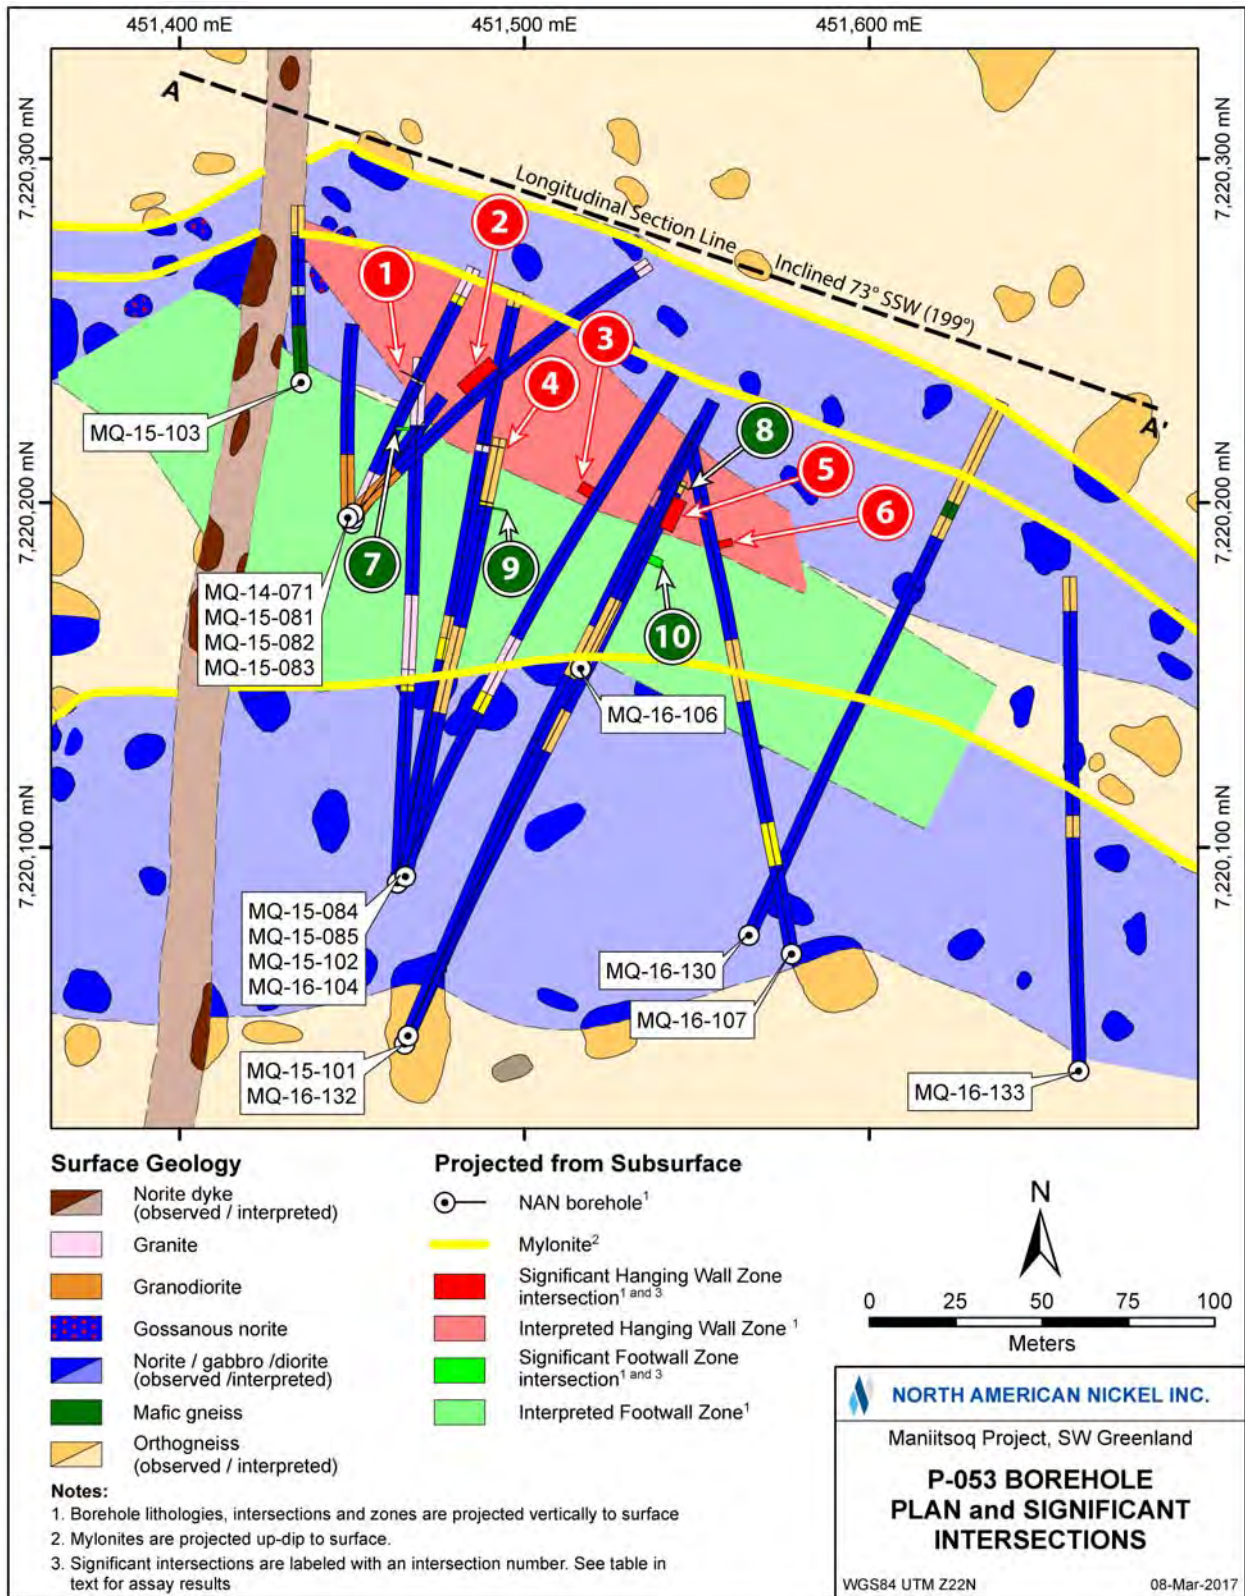 451,400 mE
451,500 mE
451,600 mE
7,220,300 mN
7,220,300 mN
A
Longitudinal Section Line
Inclined 73° SSW (199°)
A'
2
1
3
4
8
5
6
7
9
10
MQ-15-103
7,220,200 mN
7,220,200 mN
MQ-14-071
MQ-15-081
MQ-15-082
MQ-15-083
MQ-16-106
7,220,100 mN
7,220,100 mN
MQ-15-084
MQ-15-085
MQ-15-102
MQ-16-104
MQ-16-130
MQ-16-107
MQ-15-101
MQ-16-132
MQ-16-133
Surface Geology
Norite dyke
(observed / interpreted)
Granite
Granodiorite
Gossanous norite
Norite / gabbro /diorite
(observed /interpreted)
Mafic gneiss
Orthogneiss
(observed / interpreted)
Projected from Subsurface
NAN borehole1
Mylonite2
Significant Hanging Wall Zone
intersection1 and 3
Interpreted Hanging Wall Zone 1
Significant Footwall Zone
intersection1 and 3
Interpreted Footwall Zone1
N
0 25 50 75 100
Meters
Notes:
1. Borehole lithologies, intersections and zones are projected vertically to surface
2. Mylonites are projected up-dip to surface.
3. Significant intersections are labeled with an intersection number. See table in
text for assay results
NORTH AMERICAN NICKEL INC.
Maniitsoq Project, SW Greenland
P-053 BOREHOLE
PLAN and SIGNIFICANT
INTERSECTIONS
WGS84 UTM Z22N 08-Mar-2017